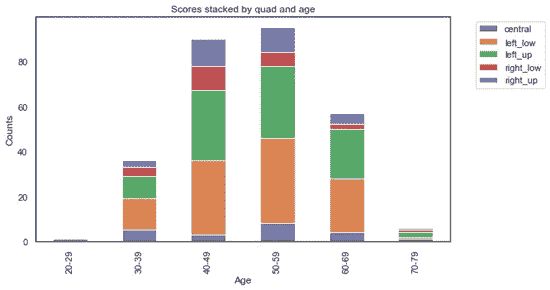 Scores stacked by quad and age
central
left_low
left_up
right_low
right_up
80
60
40
20
0
Counts
20-29
30-39
40-49
50-59
60-69
70-79
Age